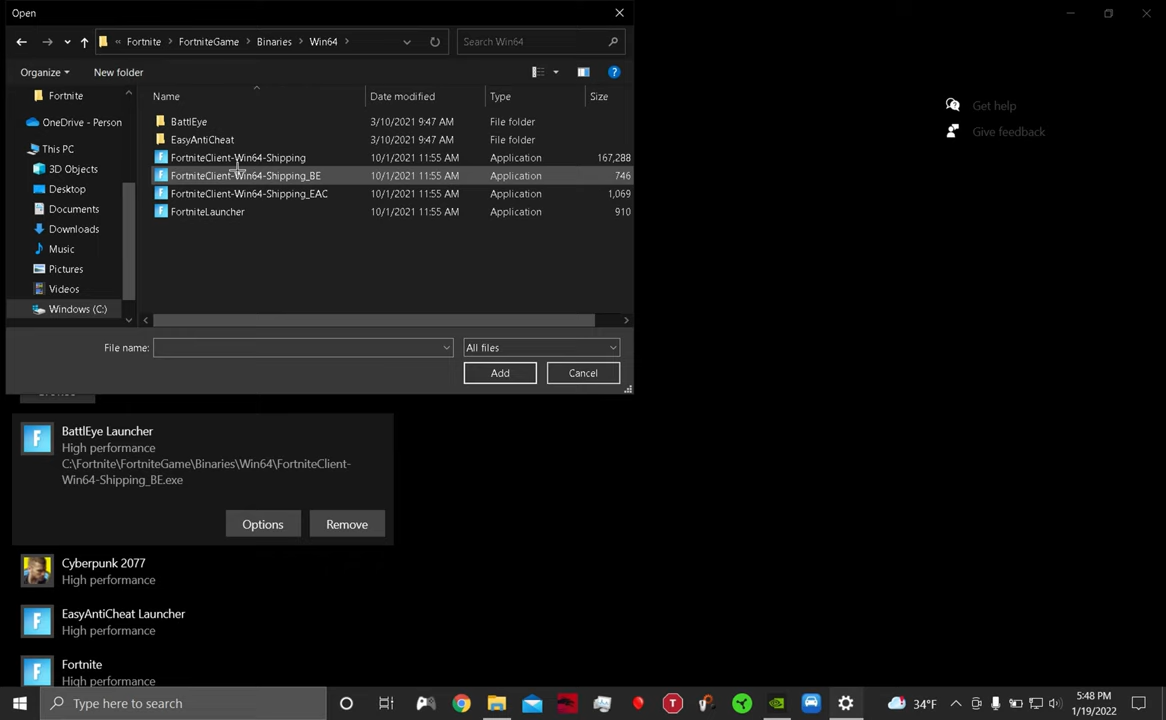 Open
Fortnite
FortniteGame
Binaries
Win64
Search Win64
Organize
New folder
Name
Date modified
Type
Size
Fortnite
OneDrive - Person
This PC
3D Objects
Desktop
Documents
Downloads
Music
Pictures
Videos
Windows (C:)
BattlEye 3/10/2021 9:47 AM File folder
EasyAntiCheat 3/10/2021 9:47 AM File folder
FortniteClient-Win64-Shipping 10/1/2021 11:55 AM Application 167,288
FortniteClient-Win64-Shipping_BE 10/1/2021 11:55 AM Application 746
FortniteClient-Win64-Shipping_EAC 10/1/2021 11:55 AM Application 1,069
FortniteLauncher 10/1/2021 11:55 AM Application 910
File name:
All files
Add
Cancel
Get help
Give feedback
BattlEye Launcher
High performance
C:\Fortnite\FortniteGame\Binaries\Win64\FortniteClient-
Win64-Shipping_BE.exe
Options
Remove
Cyberpunk 2077
High performance
EasyAntiCheat Launcher
High performance
Fortnite
High performance
Type here to search
34°F
5:48 PM
1/19/2022